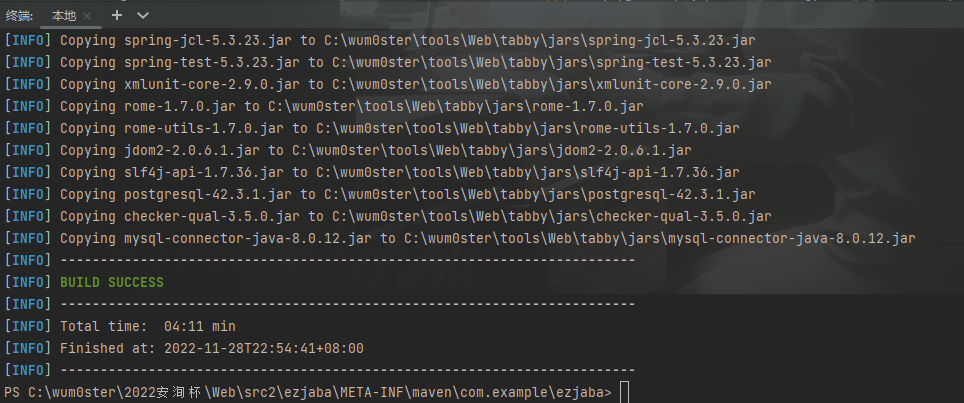 终端: 本地 × +
[INFO] Copying spring-jcl-5.3.23.jar to C:\wum0ster\tools\Web\tabby\jars\spring-jcl-5.3.23.jar
[INFO] Copying spring-test-5.3.23.jar to C:\wum0ster\tools\Web\tabby\jars\spring-test-5.3.23.jar
[INFO] Copying xmlunit-core-2.9.0.jar to C:\wum0ster\tools\Web\tabby\jars\xmlunit-core-2.9.0.jar
[INFO] Copying rome-1.7.0.jar to C:\wum0ster\tools\Web\tabby\jars\rome-1.7.0.jar
[INFO] Copying rome-utils-1.7.0.jar to C:\wum0ster\tools\Web\tabby\jars\rome-utils-1.7.0.jar
[INFO] Copying jdom2-2.0.6.1.jar to C:\wum0ster\tools\Web\tabby\jars\jdom2-2.0.6.1.jar
[INFO] Copying slf4j-api-1.7.36.jar to C:\wum0ster\tools\Web\tabby\jars\slf4j-api-1.7.36.jar
[INFO] Copying postgresql-42.3.1.jar to C:\wum0ster\tools\Web\tabby\jars\postgresql-42.3.1.jar
[INFO] Copying checker-qual-3.5.0.jar to C:\wum0ster\tools\Web\tabby\jars\checker-qual-3.5.0.jar
[INFO] Copying mysql-connector-java-8.0.12.jar to C:\wum0ster\tools\Web\tabby\jars\mysql-connector-java-8.0.12.jar
[INFO] ------------------------------------------------------------------------
[INFO] BUILD SUCCESS
[INFO] ------------------------------------------------------------------------
[INFO] Total time:  04:11 min
[INFO] Finished at: 2022-11-28T22:54:41+08:00
[INFO] ------------------------------------------------------------------------
PS C:\wum0ster\2022安洵杯\Web\src2\ezjaba\META-INF\maven\com.example\ezjaba>